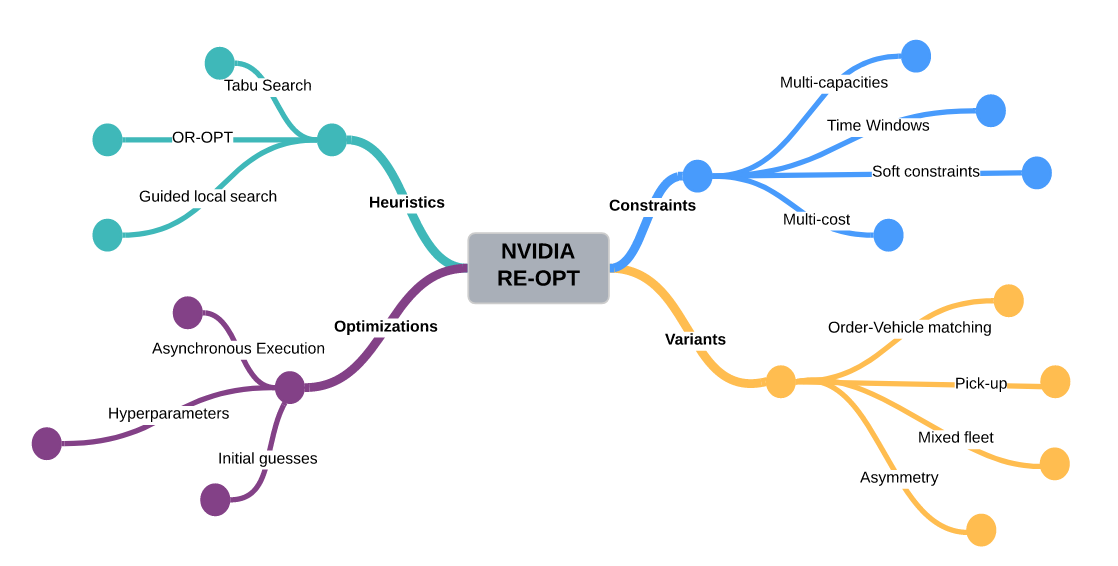 NVIDIA
RE-OPT
Heuristics
Tabu Search
OR-OPT
Guided local search
Optimizations
Asynchronous Execution
Hyperparameters
Initial guesses
Constraints
Multi-capacities
Time Windows
Soft constraints
Multi-cost
Variants
Order-Vehicle matching
Pick-up
Mixed fleet
Asymmetry